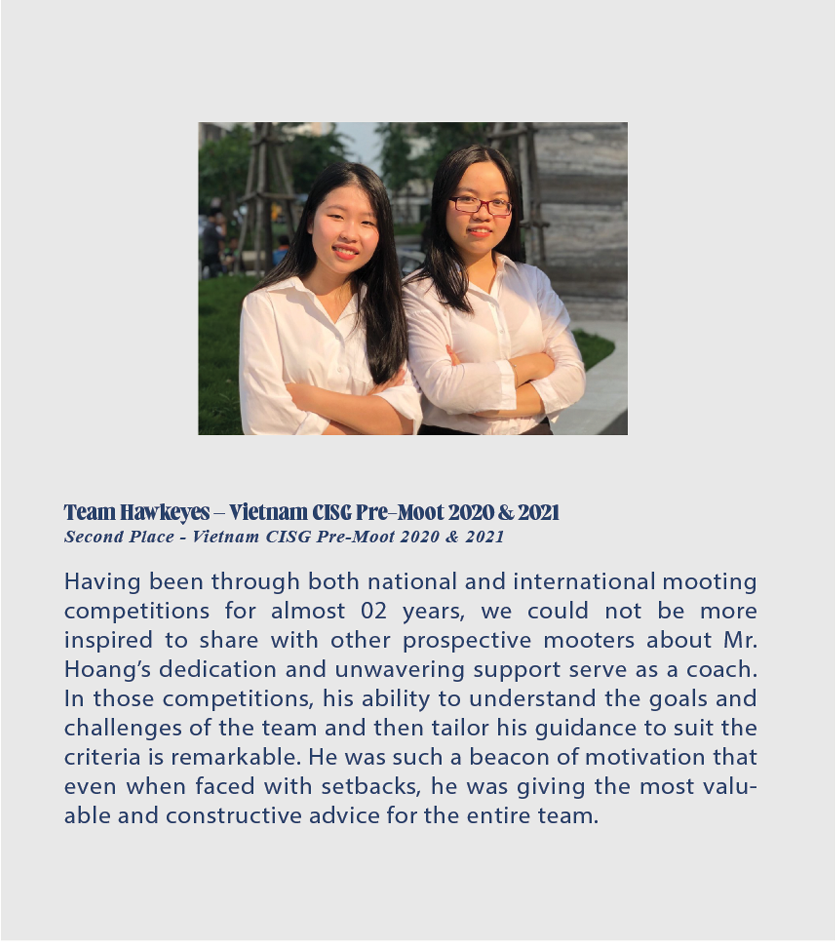 Team Hawkeyes – Vietnam CISG Pre-Moot 2020 & 2021
Second Place - Vietnam CISG Pre-Moot 2020 & 2021
Having been through both national and international mooting
competitions for almost 02 years, we could not be more
inspired to share with other prospective mooters about Mr.
Hoang’s dedication and unwavering support serve as a coach.
In those competitions, his ability to understand the goals and
challenges of the team and then tailor his guidance to suit the
criteria is remarkable. He was such a beacon of motivation that
even when faced with setbacks, he was giving the most valu-
able and constructive advice for the entire team.